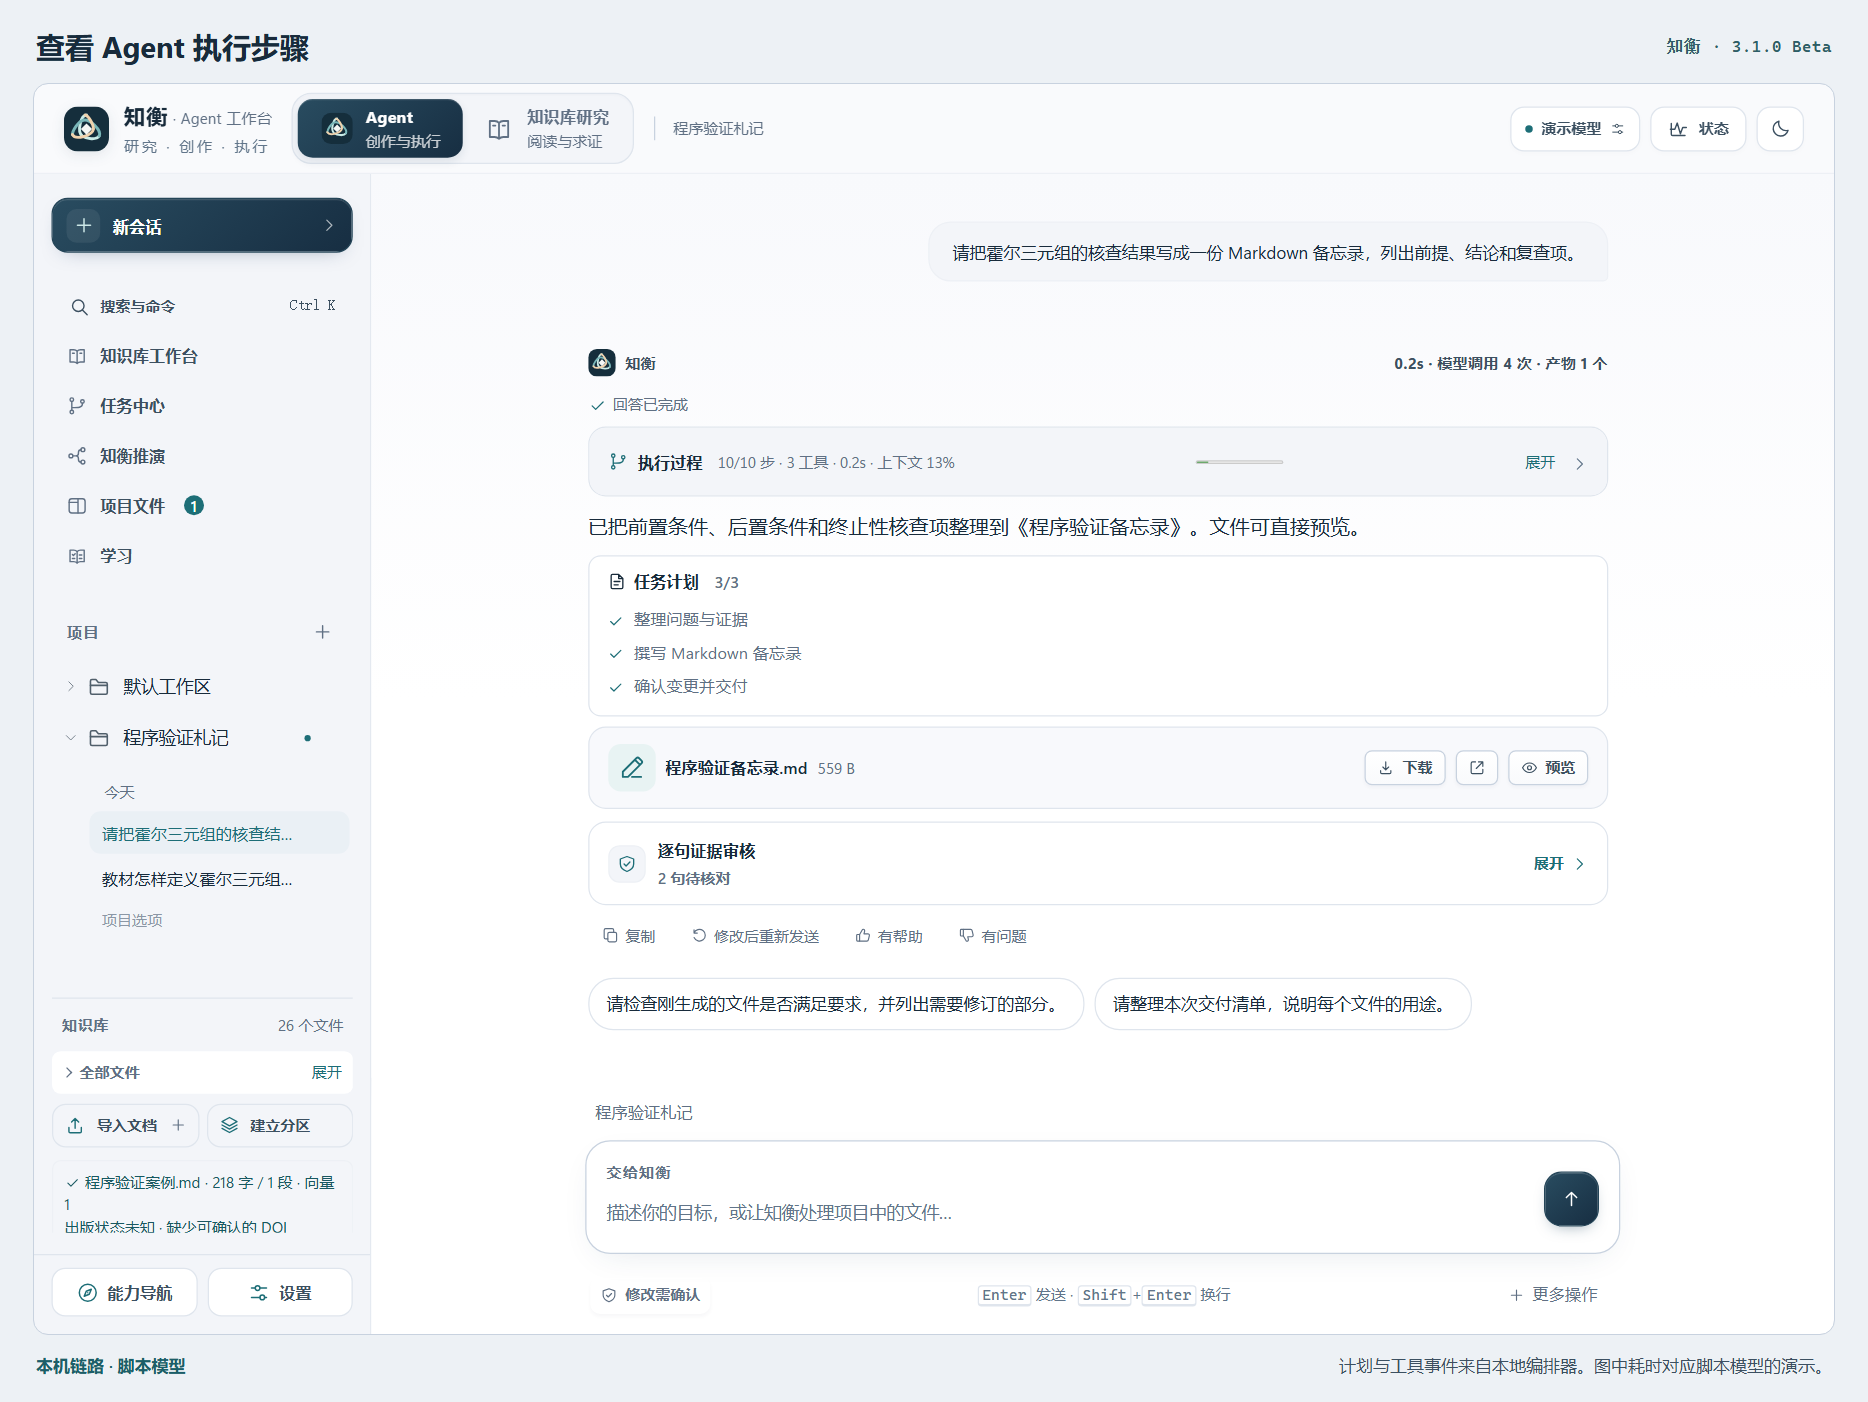 查看 Agent 执行步骤
知衡 · 3.1.0 Beta
知衡 · Agent 工作台
研究 · 创作 · 执行
Agent
创作与执行
知识库研究
阅读与求证
程序验证札记
演示模型
状态
新会话
搜索与命令 Ctrl K
知识库工作台
任务中心
知衡推演
项目文件 1
学习
项目
默认工作区
程序验证札记
今天
请把霍尔三元组的核查结...
教材怎样定义霍尔三元组...
项目选项
知识库 26 个文件
全部文件 展开
导入文档
建立分区
程序验证案例.md · 218 字 / 1 段 · 向量
1
出版状态未知 · 缺少可确认的 DOI
能力导航
设置
请把霍尔三元组的核查结果写成一份 Markdown 备忘录，列出前提、结论和复查项。
知衡
0.2s · 模型调用 4 次 · 产物 1 个
回答已完成
执行过程 10/10 步 · 3 工具 · 0.2s · 上下文 13% 展开
已把前置条件、后置条件和终止性核查项整理到《程序验证备忘录》。文件可直接预览。
任务计划 3/3
整理问题与证据
撰写 Markdown 备忘录
确认变更并交付
程序验证备忘录.md 559 B 下载 预览
逐句证据审核
2 句待核对
展开
复制 修改后重新发送 有帮助 有问题
请检查刚生成的文件是否满足要求，并列出需要修订的部分。
请整理本次交付清单，说明每个文件的用途。
程序验证札记
交给知衡
描述你的目标，或让知衡处理项目中的文件...
修改需确认
Enter 发送 · Shift + Enter 换行
更多操作
本机链路 · 脚本模型
计划与工具事件来自本地编排器。图中耗时对应脚本模型的演示。